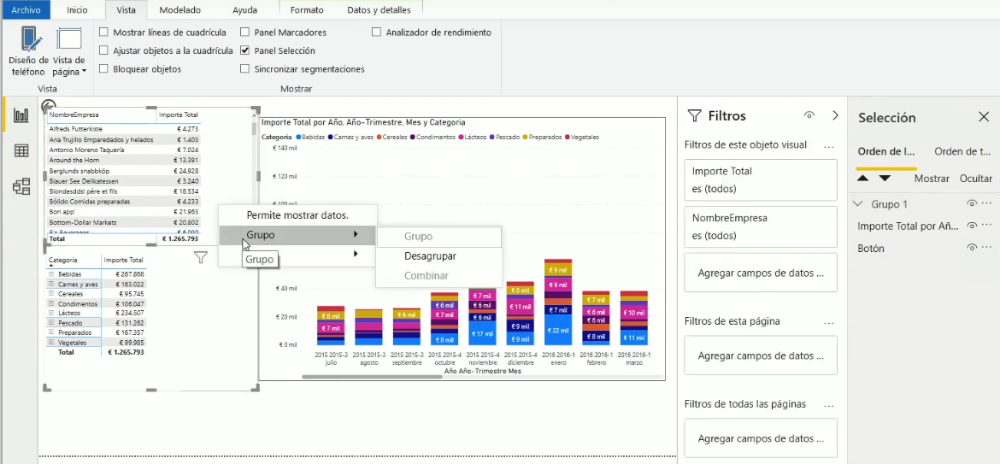 Archivo Inicio Vista Modelado Ayuda Formato Datos y detalles
Diseño de teléfono
Vista de página
Vista
Mostrar líneas de cuadrícula
Ajustar objetos a la cuadrícula
Bloquear objetos
Panel Marcadores
Panel Selección
Sincronizar segmentaciones
Analizador de rendimiento
Mostrar
NombreEmpresa Importe Total
Alfreds Futterkiste € 4.273
Ana Trujillo Emparedados y helados € 1.403
Antonio Moreno Taquería € 7.024
Around the Horn € 13.391
Berglunds snabbköp € 24.928
Blauer See Delikatessen € 3.240
Blondesddsl père et fils € 18.534
Bólido Comidas preparadas € 4.233
Bon app' € 21.963
Bottom-Dollar Markets € 20.802
B's Beverages € 6.090
Total € 1.265.793
Categoría Importe Total
Bebidas € 267.868
Carnes y aves € 163.022
Cereales € 95.745
Condimentos € 106.047
Lácteos € 234.507
Pescado € 131.262
Preparados € 167.357
Vegetales € 99.985
Total € 1.265.793
Importe Total por Año, Año-Trimestre, Mes y Categoría
Categoría Bebidas Carnes y aves Cereales Condimentos Lácteos Pescado Preparados Vegetales
€ 140 mil
€ 120 mil
€ 40 mil
€ 20 mil
€ 0 mil
€ 6 mil
€ 7 mil
€ 6 mil
€ 6 mil
€ 7 mil
€ 8 mil
€ 7 mil
€ 6 mil
€ 6 mil
€ 17 mil
€ 6 mil
€ 11 mil
€ 9 mil
€ 9 mil
€ 9 mil
€ 9 mil
€ 7 mil
€ 22 mil
€ 7 mil
€ 6 mil
€ 8 mil
€ 10 mil
€ 11 mil
2015 2015-3 julio
2015 2015-3 agosto
2015 2015-3 septiembre
2015 2015-4 octubre
2015 2015-4 noviembre
2015 2015-4 diciembre
2016 2016-1 enero
2016 2016-1 febrero
2016 2016-1 marzo
Año Año-Trimestre Mes
Permite mostrar datos.
Grupo
Grupo
Grupo
Desagrupar
Combinar
Filtros
Filtros de este objeto visual ...
Importe Total
es (todos)
NombreEmpresa
es (todos)
Agregar campos de datos ...
Filtros de esta página ...
Agregar campos de datos ...
Filtros de todas las páginas ...
Agregar campos de datos ...
Selección
Orden de l... Orden de t...
Mostrar Ocultar
Grupo 1 ...
Importe Total por Añ... ...
Botón ...